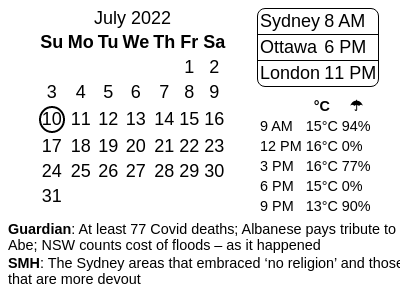 July 2022
Su Mo Tu We Th Fr Sa
1 2
3 4 5 6 7 8 9
10 11 12 13 14 15 16
17 18 19 20 21 22 23
24 25 26 27 28 29 30
31
Sydney 8 AM
Ottawa 6 PM
London 11 PM
°C ☂
9 AM 15°C 94%
12 PM 16°C 0%
3 PM 16°C 77%
6 PM 15°C 0%
9 PM 13°C 90%
Guardian: At least 77 Covid deaths; Albanese pays tribute to
Abe; NSW counts cost of floods – as it happened
SMH: The Sydney areas that embraced ‘no religion’ and those
that are more devout